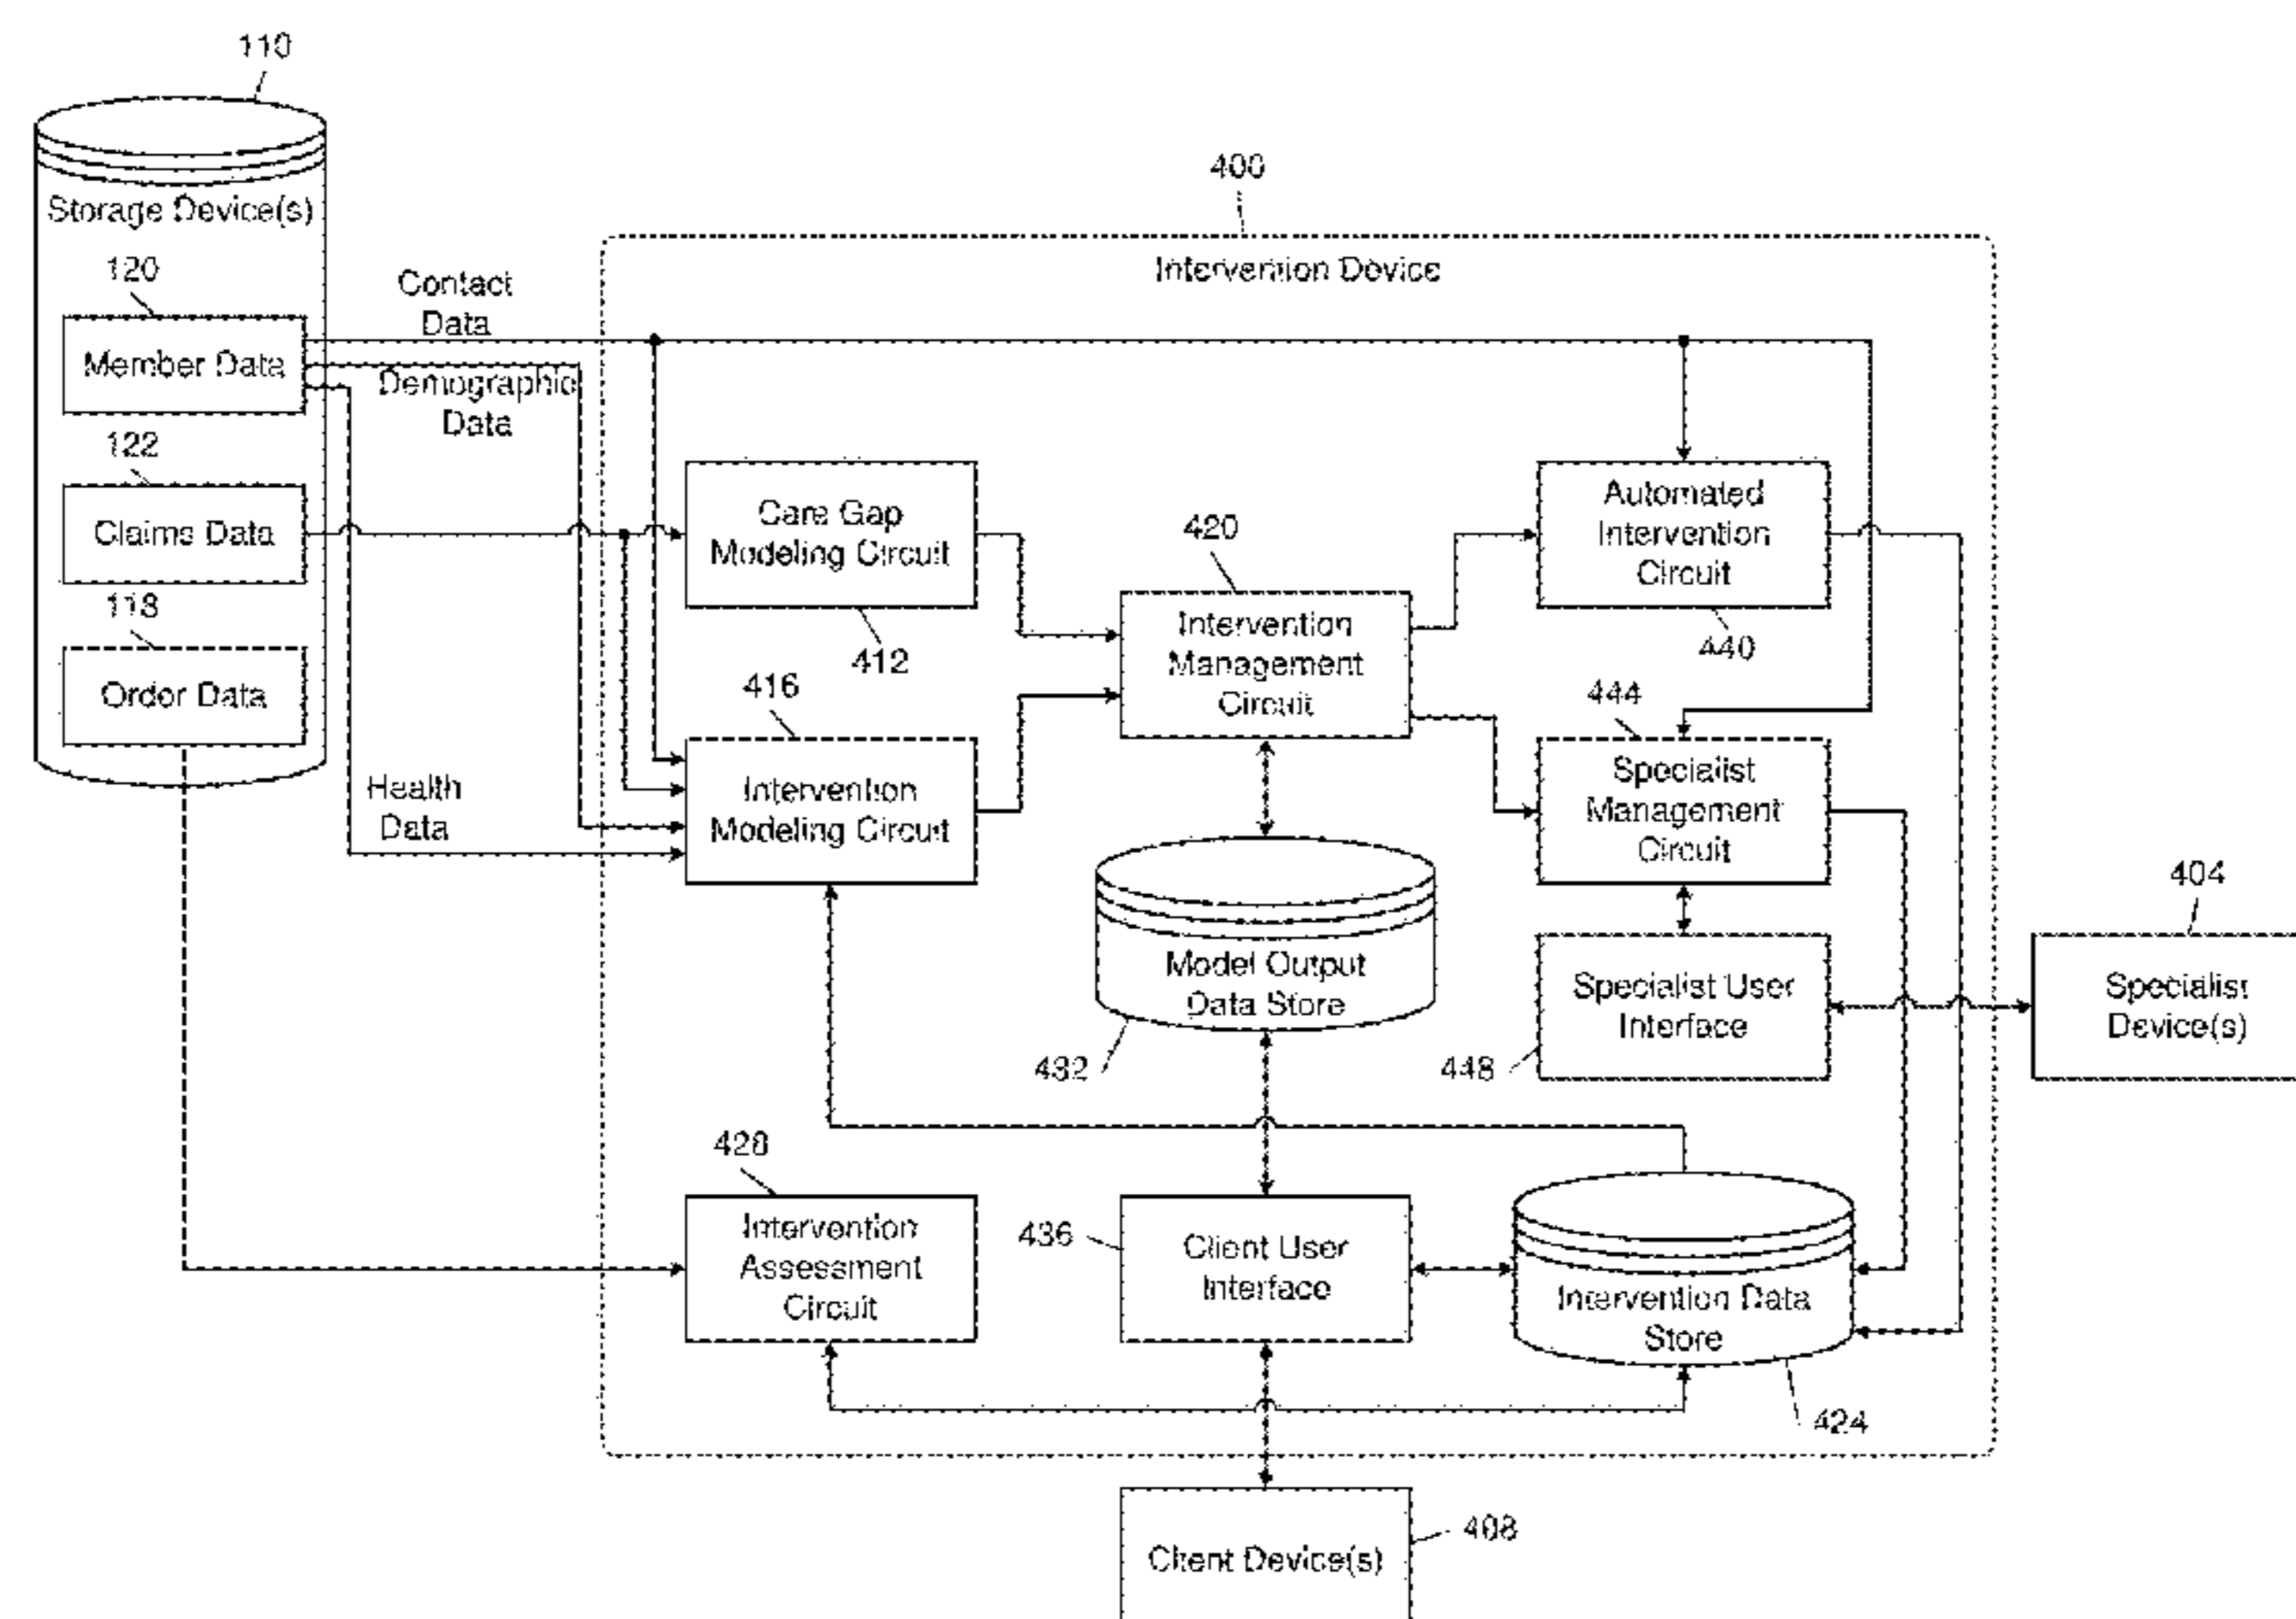 110
Storage Device(s)
120
Member Data
122
Claims Data
118
Order Data
Contact
Data
Demographic
Data
Health
Data
400
Intervention Device
Care Gap
Modeling Circuit
412
416
Intervention
Modeling Circuit
420
Intervention
Management
Circuit
Automated
Intervention
Circuit
440
444
Specialist
Management
Circuit
Model Output
Data Store
432
Specialist User
Interface
448
404
Specialist
Device(s)
428
Intervention
Assessment
Circuit
436
Client User
Interface
Intervention Data
Store
424
Client Device(s)
408